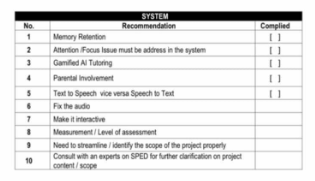 SYSTEM
No. Recommendation Complied
1 Memory Retention [ ]
2 Attention /Focus Issue must be address in the system [ ]
3 Gamified AI Tutoring [ ]
4 Parental Involvement [ ]
5 Text to Speech vice versa Speech to Text [ ]
6 Fix the audio
7 Make it interactive
8 Measurement / Level of assessment
9 Need to streamline / identify the scope of the project properly
10 Consult with an experts on SPED for further clarification on project
content / scope